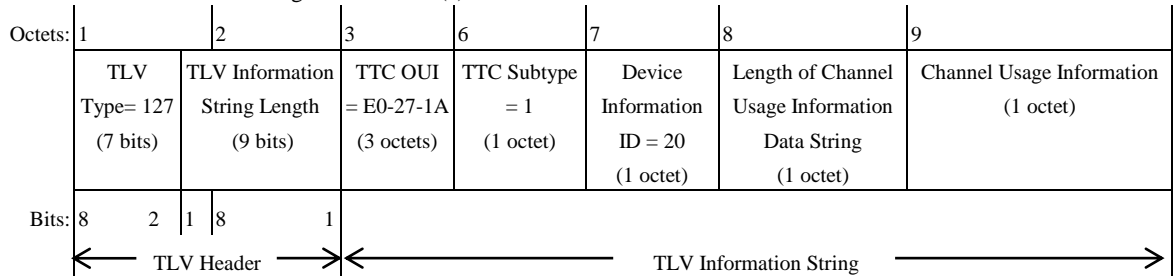 Octets: 1 2 3 6 7 8 9
TLV TLV Information TTC OUI TTC Subtype Device Length of Channel Channel Usage Information
Type= 127 String Length = E0-27-1A = 1 Information Usage Information (1 octet)
(7 bits) (9 bits) (3 octets) (1 octet) ID = 20 Data String
(1 octet) (1 octet)
Bits: 8 2 1 8 1
TLV Header TLV Information String